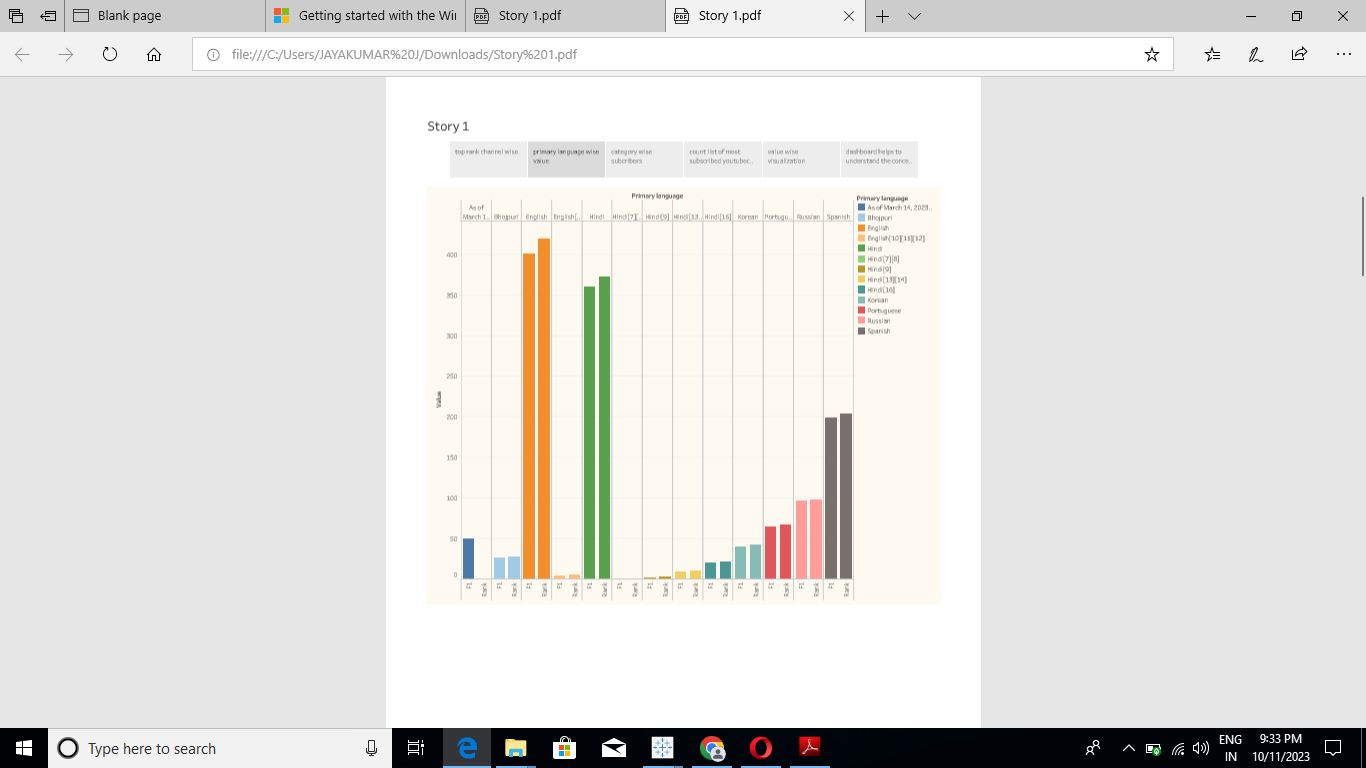 Blank page
Getting started with the Wir
Story 1.pdf
Story 1.pdf
file:///C:/Users/JAYAKUMAR%20J/Downloads/Story%201.pdf
Story 1
top rank channel wise
primary language wise
value
category wise
subcribers
count list of most
subscribed youtubec..
value wise
visualization
dashboard helps to
understand the conce..
Primary language
As of
March 1.. Bhojpuri English English[.. Hindi Hindi[7][.. Hindi[9] Hindi[13.. Hindi[16] Korean Portugu.. Russian Spanish
Value
400
350
300
250
200
150
100
50
0
F1 Rank F1 Rank F1 Rank F1 Rank F1 Rank F1 Rank F1 Rank F1 Rank F1 Rank F1 Rank F1 Rank F1 Rank F1 Rank
Primary language
As of March 14, 2023..
Bhojpuri
English
English[10][11][12]
Hindi
Hindi[7][8]
Hindi[9]
Hindi[13][14]
Hindi[16]
Korean
Portuguese
Russian
Spanish
Type here to search
ENG
IN
9:33 PM
10/11/2023